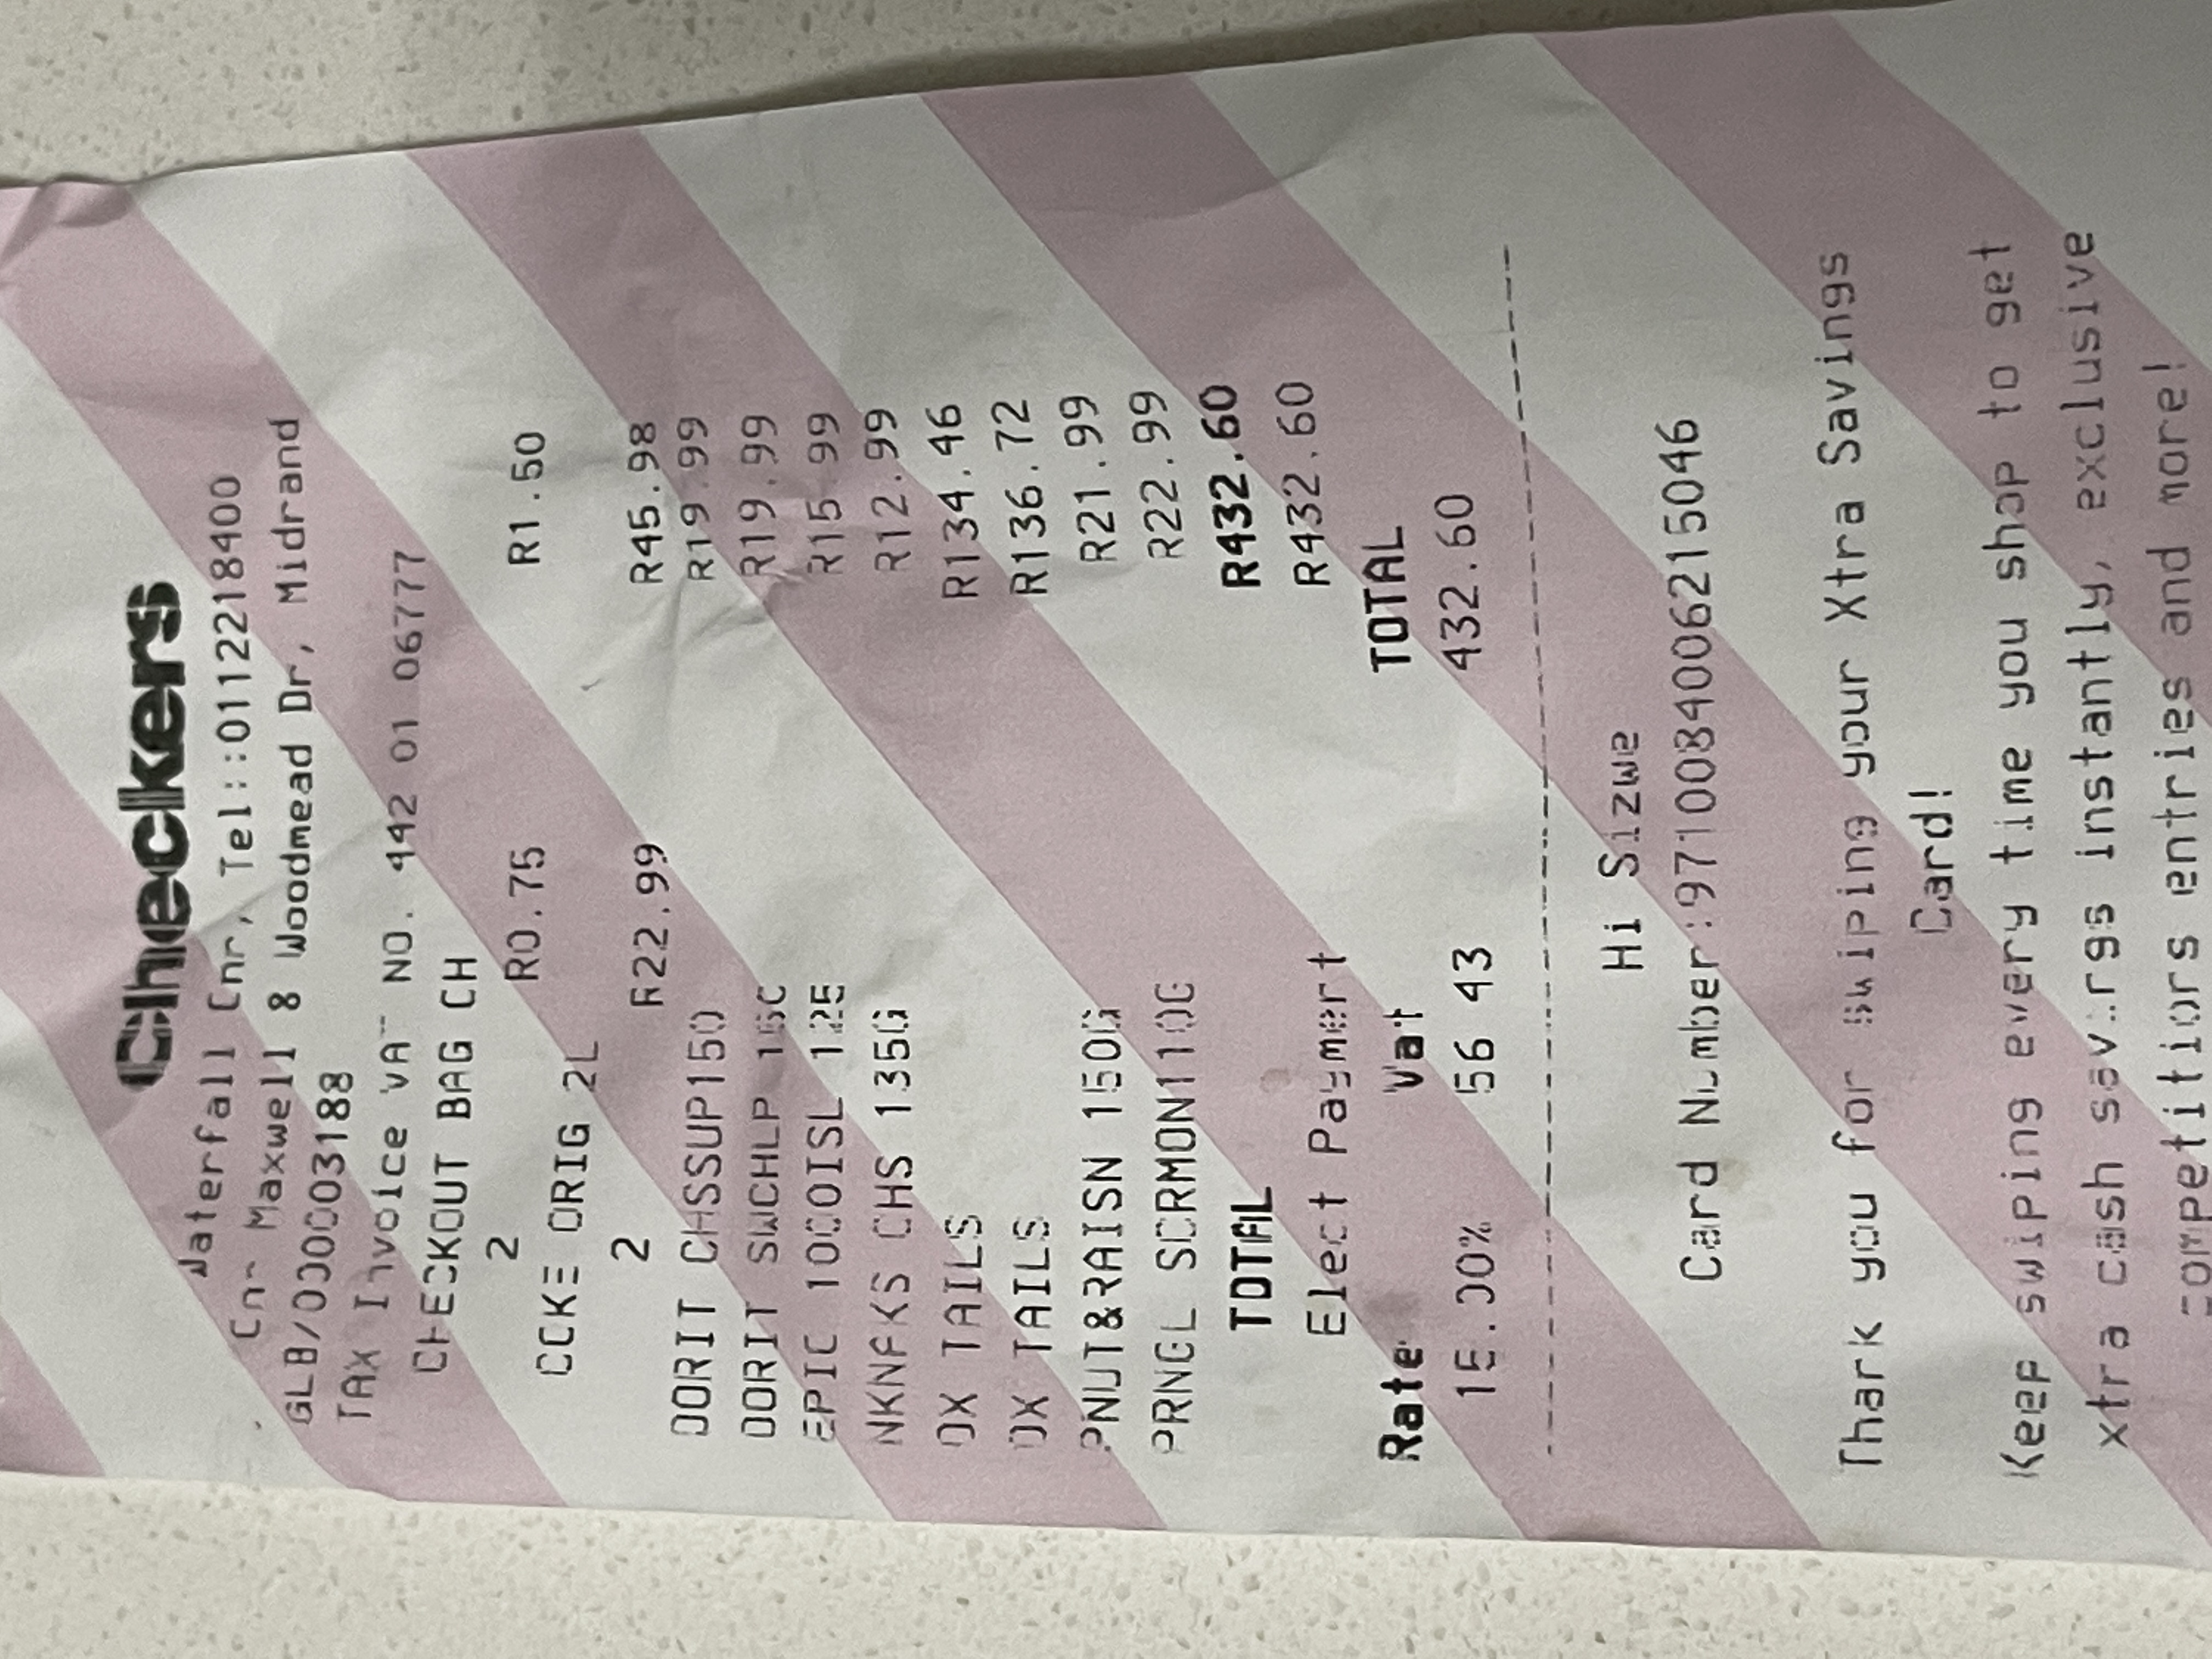 Checkers
Waterfall Cnr, Tel::0112218400
Cnr Maxwell & Woodmead Dr, Midrand
GLB/00000003188
TAX Invoice VAT NO. 442 01 06777
CHECKOUT BAG CH
2 R0.75 R1.50
COKE ORIG 2L
2 R22.99 R45.98
DORIT CHSSUP150 R19.99
DORIT SWCHLP 150 R19.99
EPIC 100OISL 125 R15.99
NKNFKS CHS 135G R12.99
OX TAILS R134.46
OX TAILS R136.72
PNUT&RAISN 150G R21.99
PRNGL SCRMON110G R22.99
TOTAL R432.60
Elect Payment R432.60
Rate Vat TOTAL
15.00% 56.43 432.60
Hi Sizwe
Card Number:9710084006215046
Thank you for swiping your Xtra Savings
Card!
Keep swiping every time you shop to get
xtra cash savings instantly, exclusive
competitions entries and more!